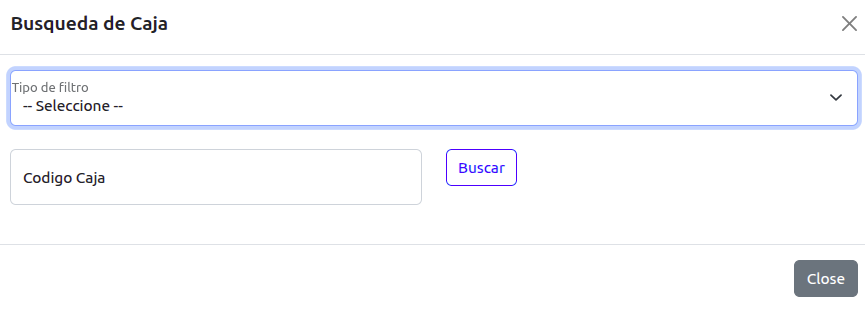 Busqueda de Caja
Tipo de filtro
-- Seleccione --
Codigo Caja
Buscar
Close